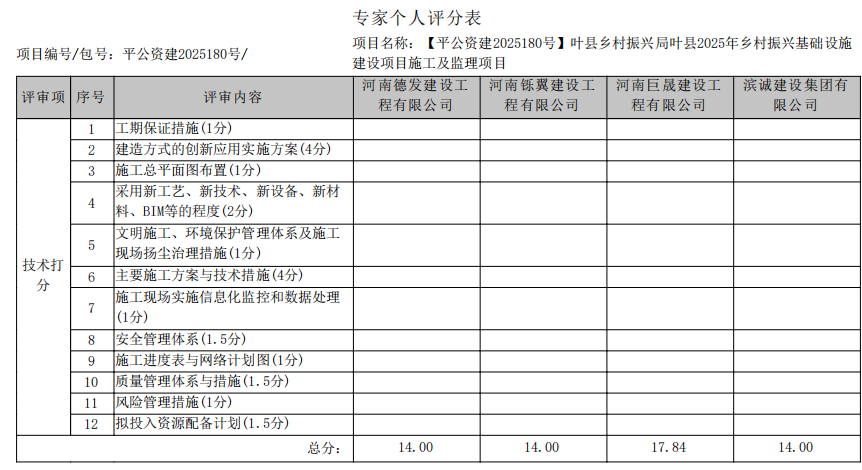 专家个人评分表
项目编号/包号: 平公资建2025180号/
项目名称: 【平公资建2025180号】叶县乡村振兴局叶县2025年乡村振兴基础设施
建设项目施工及监理项目
评审项 序号 评审内容 河南德发建设工程有限公司 河南铄翼建设工程有限公司 河南巨晟建设工程有限公司 滨诚建设集团有限公司
技术打分
1 工期保证措施(1分)
2 建造方式的创新应用实施方案(4分)
3 施工总平面图布置(1分)
4 采用新工艺、新技术、新设备、新材
料、BIM等的程度(2分)
5 文明施工、环境保护管理体系及施工
现场扬尘治理措施(1分)
6 主要施工方案与技术措施(4分)
7 施工现场实施信息化监控和数据处理
(1分)
8 安全管理体系(1.5分)
9 施工进度表与网络计划图(1分)
10 质量管理体系与措施(1.5分)
11 风险管理措施(1分)
12 拟投入资源配备计划(1.5分)
总分: 14.00 14.00 17.84 14.00